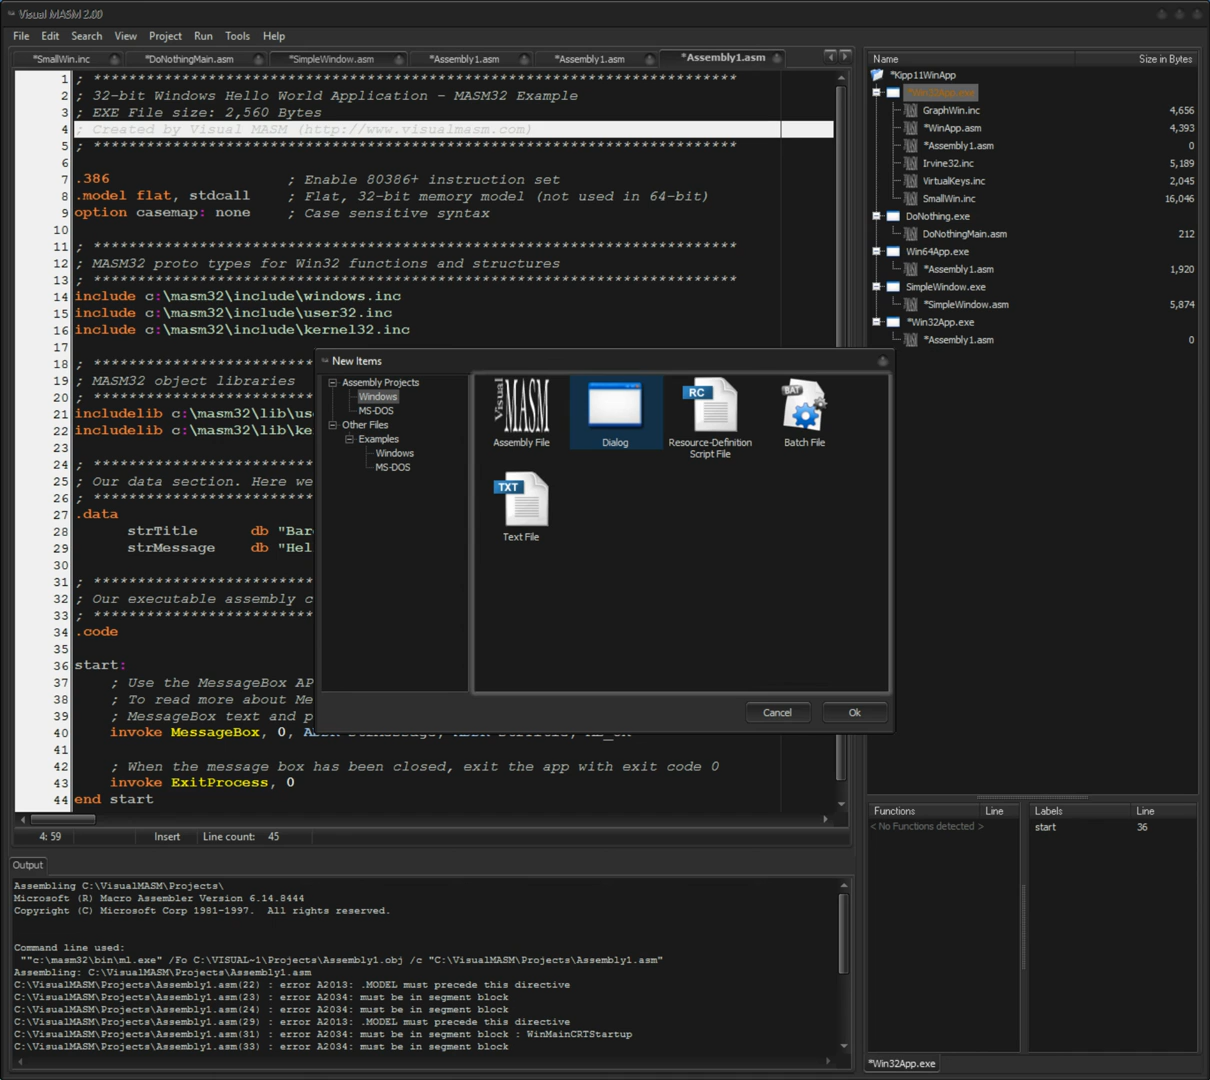 Visual MASM 2.00
File Edit Search View Project Run Tools Help
*SmallWin.inc *DoNothingMain.asm *SimpleWindow.asm *Assembly1.asm *Assembly1.asm *Assembly1.asm
1 ; *************************************************************************
2 ; 32-bit Windows Hello World Application - MASM32 Example
3 ; EXE File size: 2,560 Bytes
4 ; Created by Visual MASM (http://www.visualmasm.com)
5 ; *************************************************************************
6
7 .386 ; Enable 80386+ instruction set
8 .model flat, stdcall ; Flat, 32-bit memory model (not used in 64-bit)
9 option casemap: none ; Case sensitive syntax
10
11 ; *************************************************************************
12 ; MASM32 proto types for Win32 functions and structures
13 ; *************************************************************************
14 include c:\masm32\include\windows.inc
15 include c:\masm32\include\user32.inc
16 include c:\masm32\include\kernel32.inc
17
18 ; *************************
19 ; MASM32 object libraries
20 ; *************************
21 includelib c:\masm32\lib\us
22 includelib c:\masm32\lib\ke
23
24 ; *************************
25 ; Our data section. Here we
26 ; *************************
27 .data
28 strTitle db "Bar
29 strMessage db "Hel
30
31 ; *************************
32 ; Our executable assembly c
33 ; *************************
34 .code
35
36 start:
37 ; Use the MessageBox AP
38 ; To read more about Me
39 ; MessageBox text and p
40 invoke MessageBox, 0,
41
42 ; When the message box has been closed, exit the app with exit code 0
43 invoke ExitProcess, 0
44 end start
4: 59 Insert Line count: 45
New Items
Assembly Projects
Windows
MS-DOS
Other Files
Examples
Windows
MS-DOS
Visual MASM
Assembly File
Dialog
RC
Resource-Definition
Script File
BAT
Batch File
TXT
Text File
Cancel Ok
Name Size in Bytes
*Kipp11WinApp
*Win32App.exe
GraphWin.inc 4,656
*WinApp.asm 4,393
*Assembly1.asm 0
Irvine32.inc 5,189
VirtualKeys.inc 2,045
SmallWin.inc 16,046
DoNothing.exe
DoNothingMain.asm 212
Win64App.exe
*Assembly1.asm 1,920
SimpleWindow.exe
*SimpleWindow.asm 5,874
*Win32App.exe
*Assembly1.asm 0
Functions Line
< No Functions detected >
Labels Line
start 36
*Win32App.exe
Output
Assembling C:\VisualMASM\Projects\
Microsoft (R) Macro Assembler Version 6.14.8444
Copyright (C) Microsoft Corp 1981-1997. All rights reserved.
Command line used:
""c:\masm32\bin\ml.exe" /Fo C:\VISUAL~1\Projects\Assembly1.obj /c "C:\VisualMASM\Projects\Assembly1.asm"
Assembling: C:\VisualMASM\Projects\Assembly1.asm
C:\VisualMASM\Projects\Assembly1.asm(22) : error A2013: .MODEL must precede this directive
C:\VisualMASM\Projects\Assembly1.asm(23) : error A2034: must be in segment block
C:\VisualMASM\Projects\Assembly1.asm(24) : error A2034: must be in segment block
C:\VisualMASM\Projects\Assembly1.asm(29) : error A2013: .MODEL must precede this directive
C:\VisualMASM\Projects\Assembly1.asm(31) : error A2034: must be in segment block : WinMainCRTStartup
C:\VisualMASM\Projects\Assembly1.asm(33) : error A2034: must be in segment block